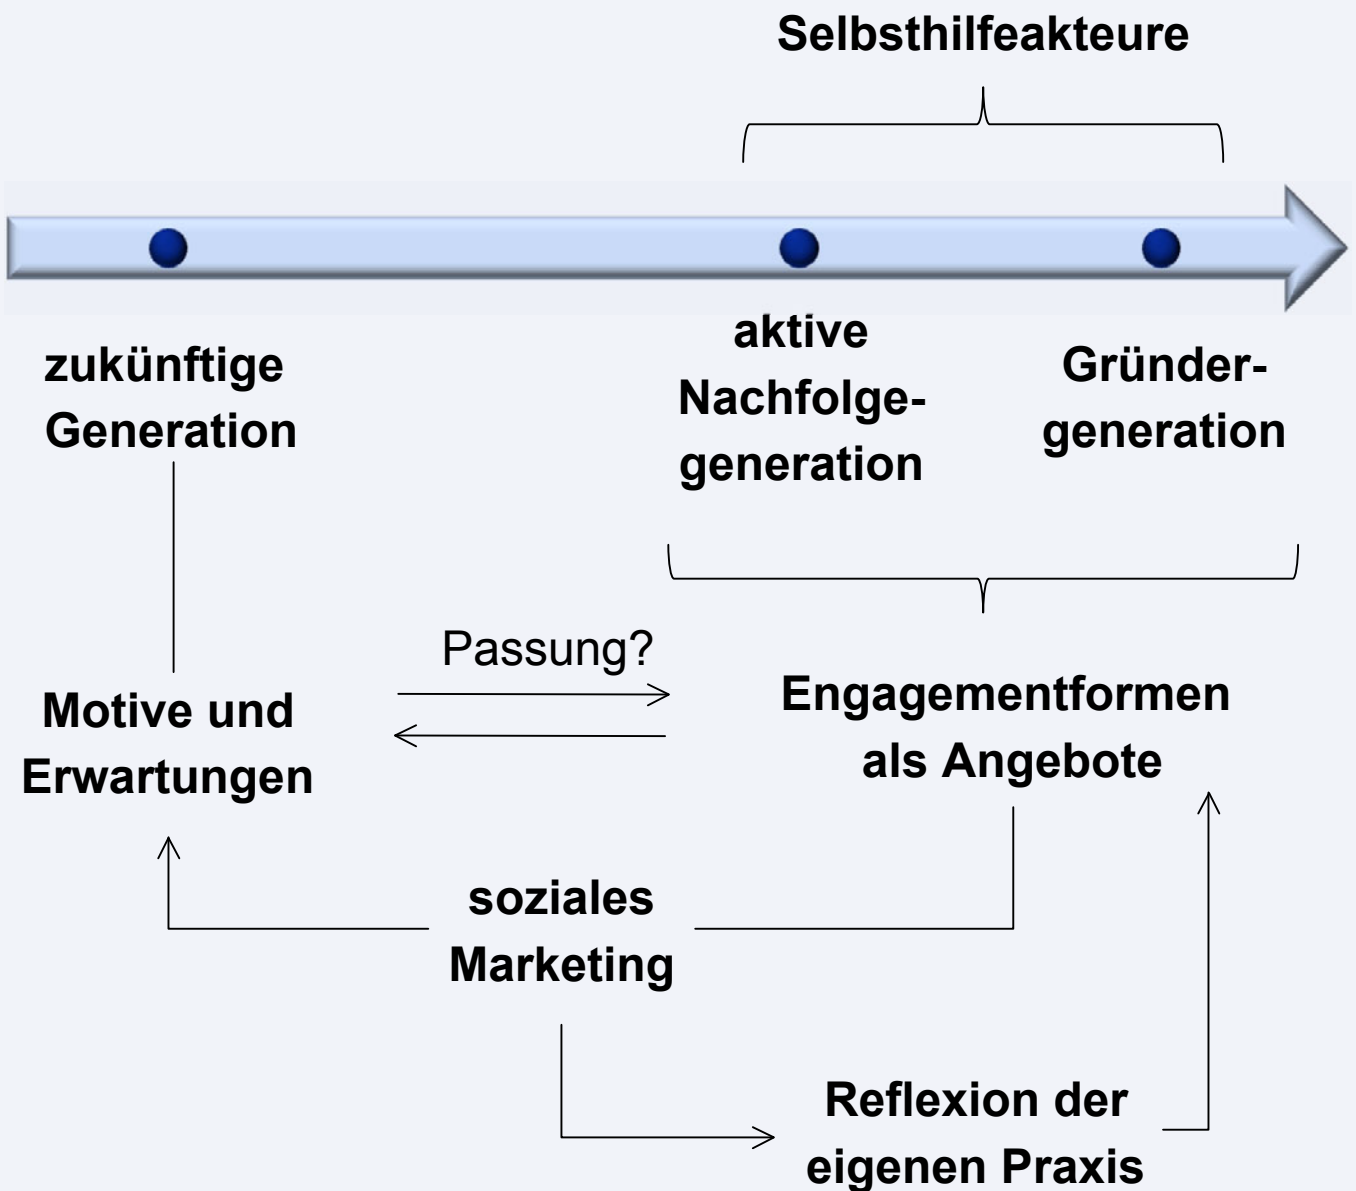 Selbsthilfeakteure
zukünftige
Generation
aktive
Nachfolge-
generation
Gründer-
generation
Passung?
Motive und
Erwartungen
Engagementformen
als Angebote
soziales
Marketing
Reflexion der
eigenen Praxis